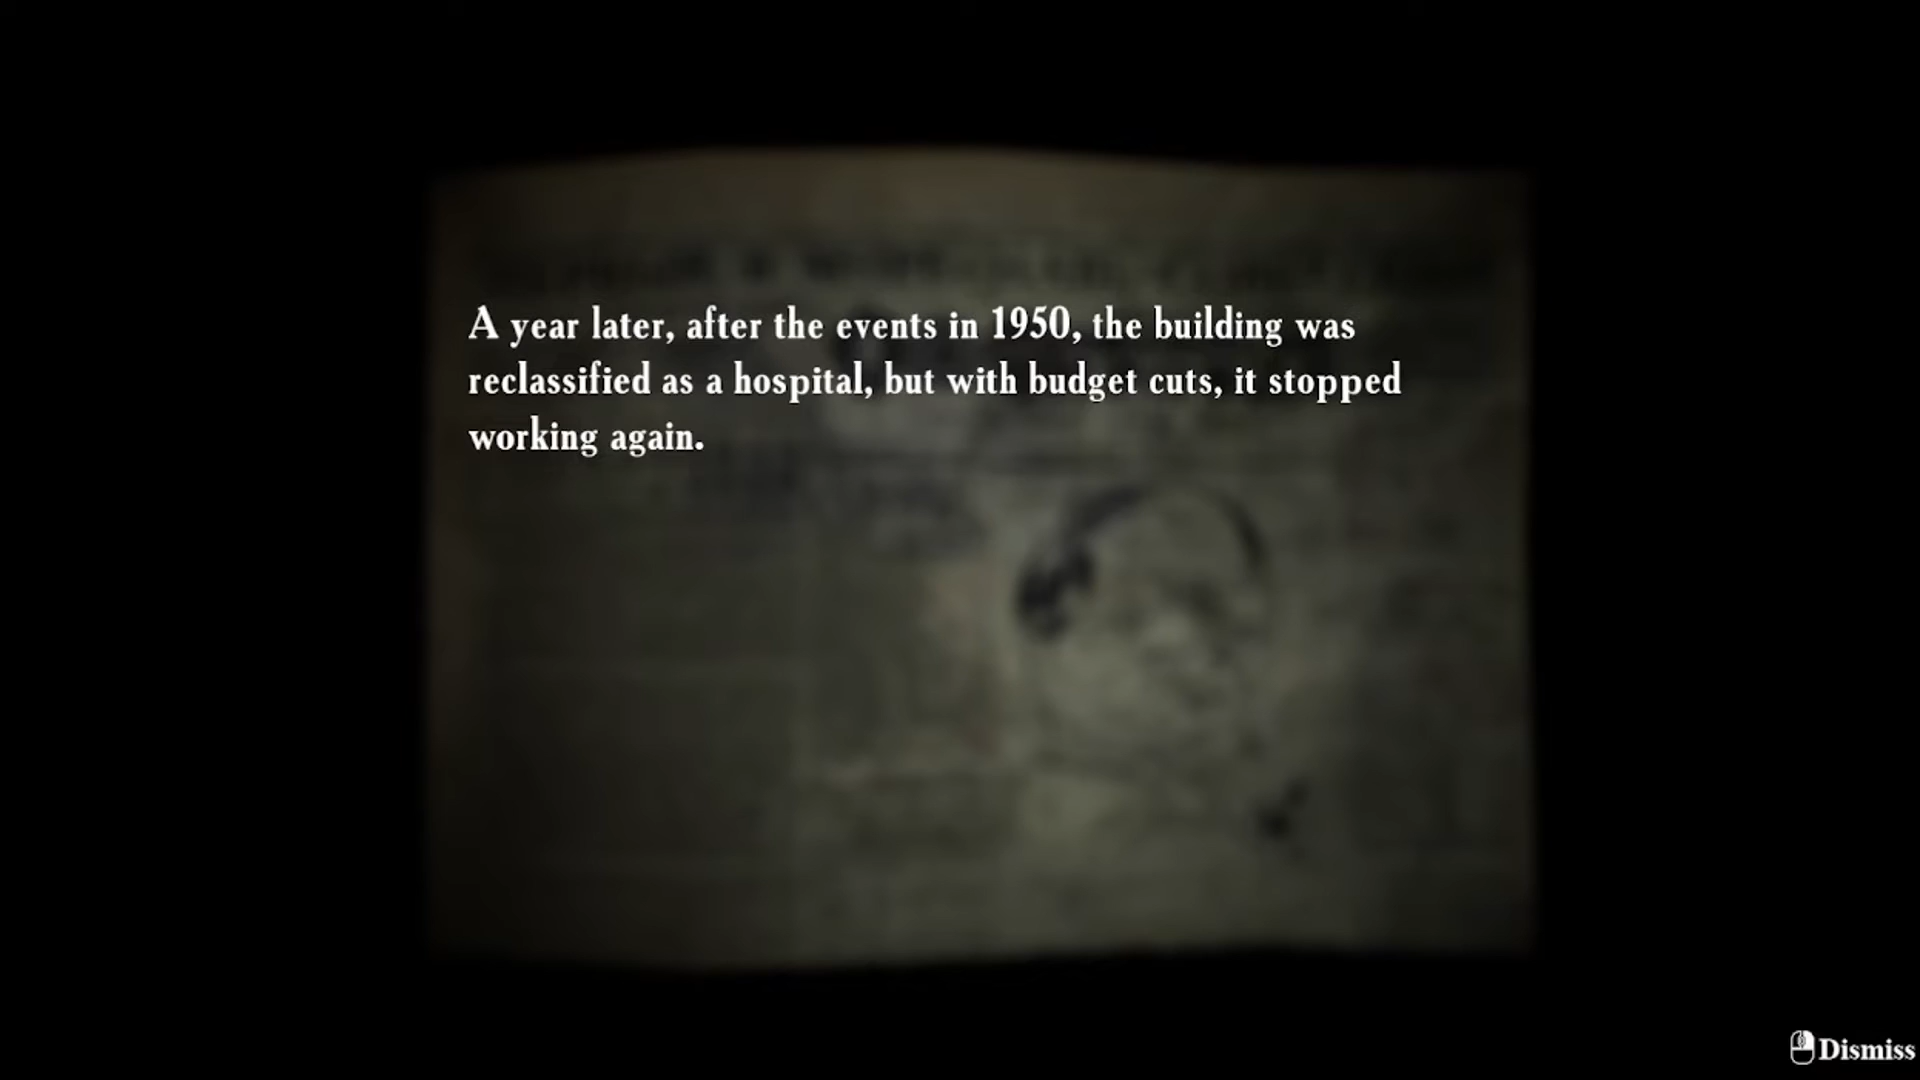 A year later, after the events in 1950, the building was
reclassified as a hospital, but with budget cuts, it stopped
working again.
Dismiss